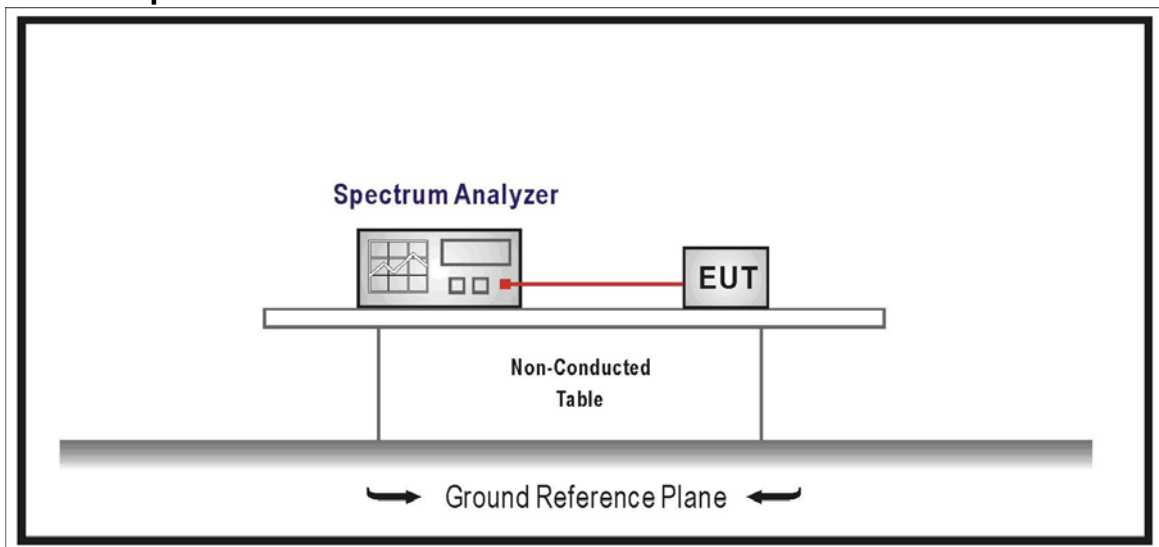 Spectrum Analyzer
EUT
Non-Conducted
Table
Ground Reference Plane